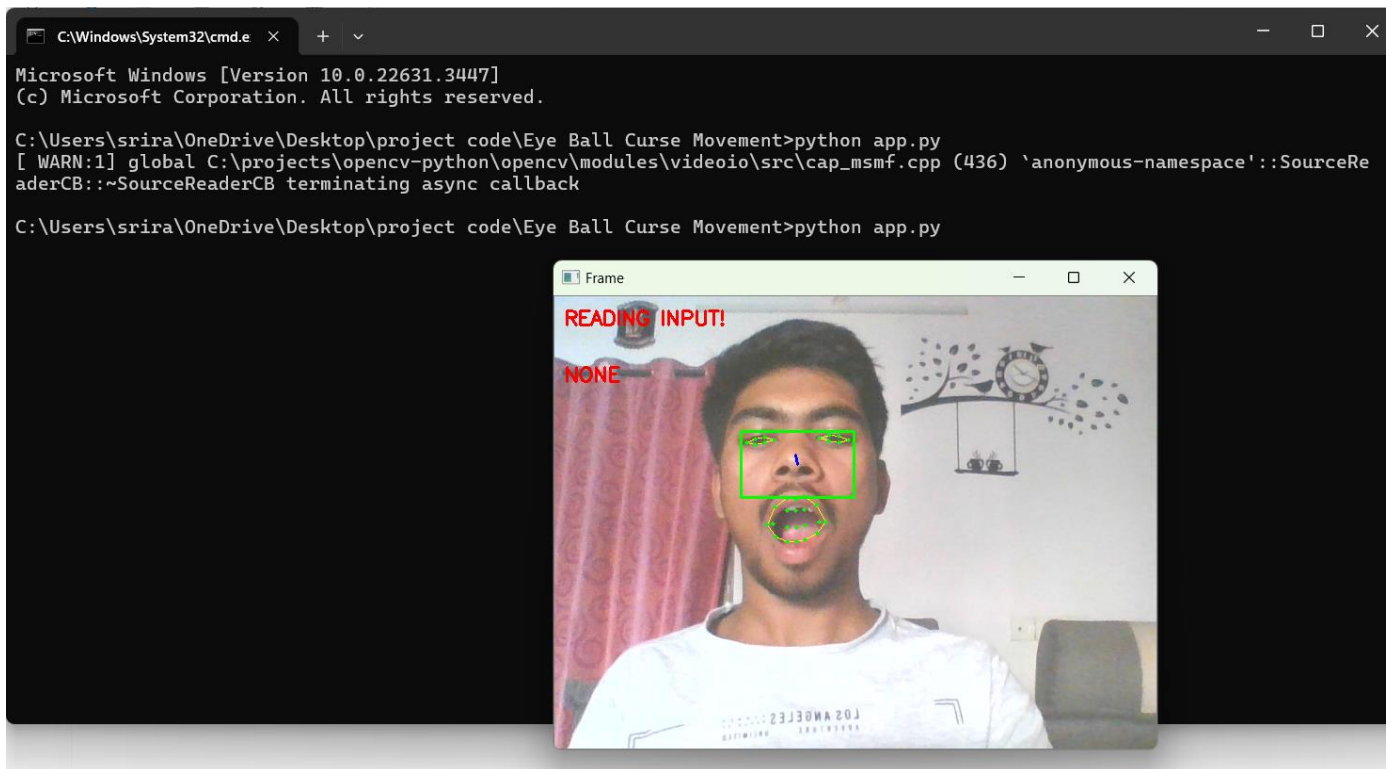 C:\Windows\System32\cmd.e
Microsoft Windows [Version 10.0.22631.3447]
(c) Microsoft Corporation. All rights reserved.
C:\Users\srira\OneDrive\Desktop\project code\Eye Ball Curse Movement>python app.py
[ WARN:1] global C:\projects\opencv-python\opencv\modules\videoio\src\cap_msmf.cpp (436) `anonymous-namespace'::SourceRe
aderCB::~SourceReaderCB terminating async callback
C:\Users\srira\OneDrive\Desktop\project code\Eye Ball Curse Movement>python app.py
Frame
READING INPUT!
NONE
LOS ANGELES
ADVENTURE
UNLIMITED